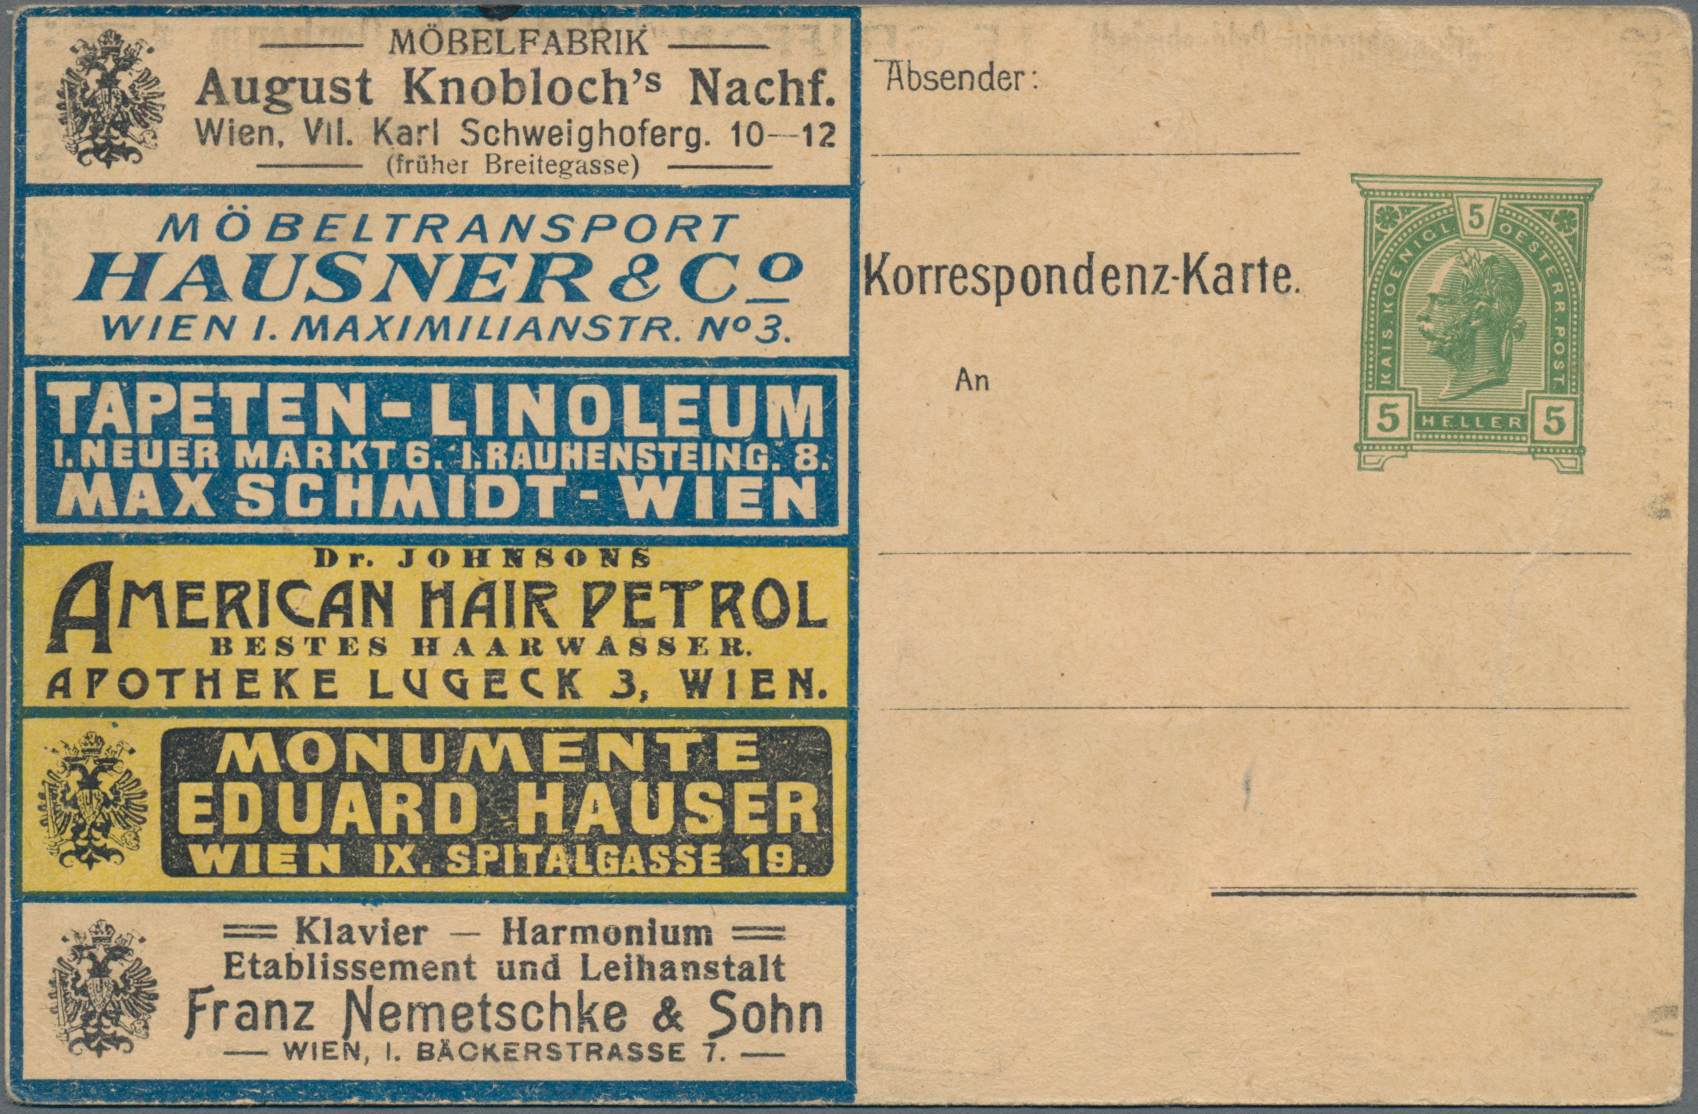 MÖBELFABRIK
August Knobloch's Nachf.
Wien, VII. Karl Schweighoferg. 10—12
(früher Breitegasse)
MÖBELTRANSPORT
HAUSNER & Co
WIEN I. MAXIMILIANSTR. No 3.
TAPETEN-LINOLEUM
I. NEUER MARKT 6. I. RAUHENSTEING. 8.
MAX SCHMIDT-WIEN
Dr. JOHNSONS
AMERICAN HAIR PETROL
BESTES HAARWASSER.
APOTHEKE LUGECK 3, WIEN.
MONUMENTE
EDUARD HAUSER
WIEN IX. SPITALGASSE 19.
Klavier — Harmonium
Etablissement und Leihanstalt
Franz Nemetschke & Sohn
— WIEN, I. BÄCKERSTRASSE 7. —
Absender:
Korrespondenz-Karte.
An
5
KAIS KOENIGL OESTERR POST
5 HELLER 5